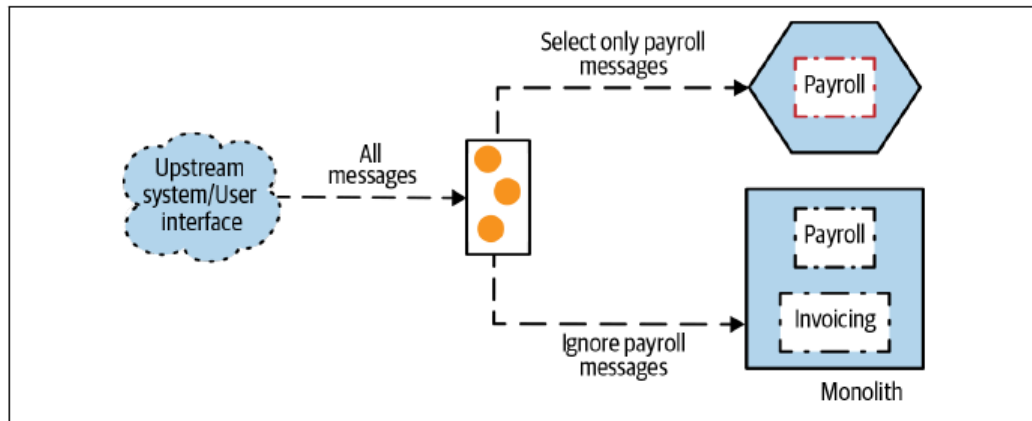 Select only payroll
messages
Payroll
All
messages
Upstream
system/User
interface
Payroll
Invoicing
Ignore payroll
messages
Monolith